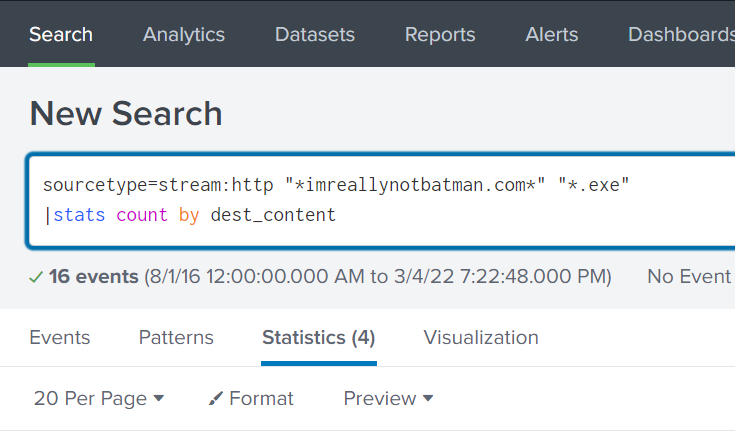 Search Analytics Datasets Reports Alerts Dashboards
New Search
sourcetype=stream:http "*imreallynotbatman.com*" "*.exe"
|stats count by dest_content
16 events (8/1/16 12:00:00.000 AM to 3/4/22 7:22:48.000 PM) No Event
Events Patterns Statistics (4) Visualization
20 Per Page Format Preview